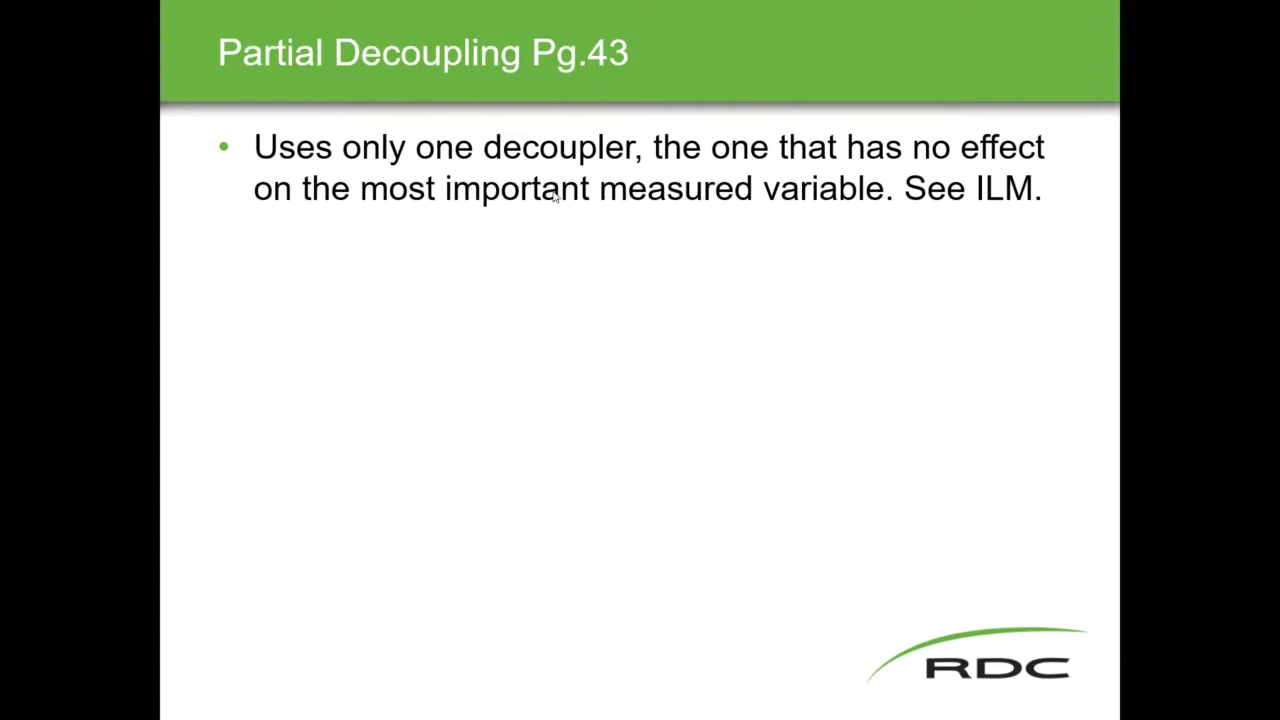 Partial Decoupling Pg.43
• Uses only one decoupler, the one that has no effect
on the most important measured variable. See ILM.
RDC